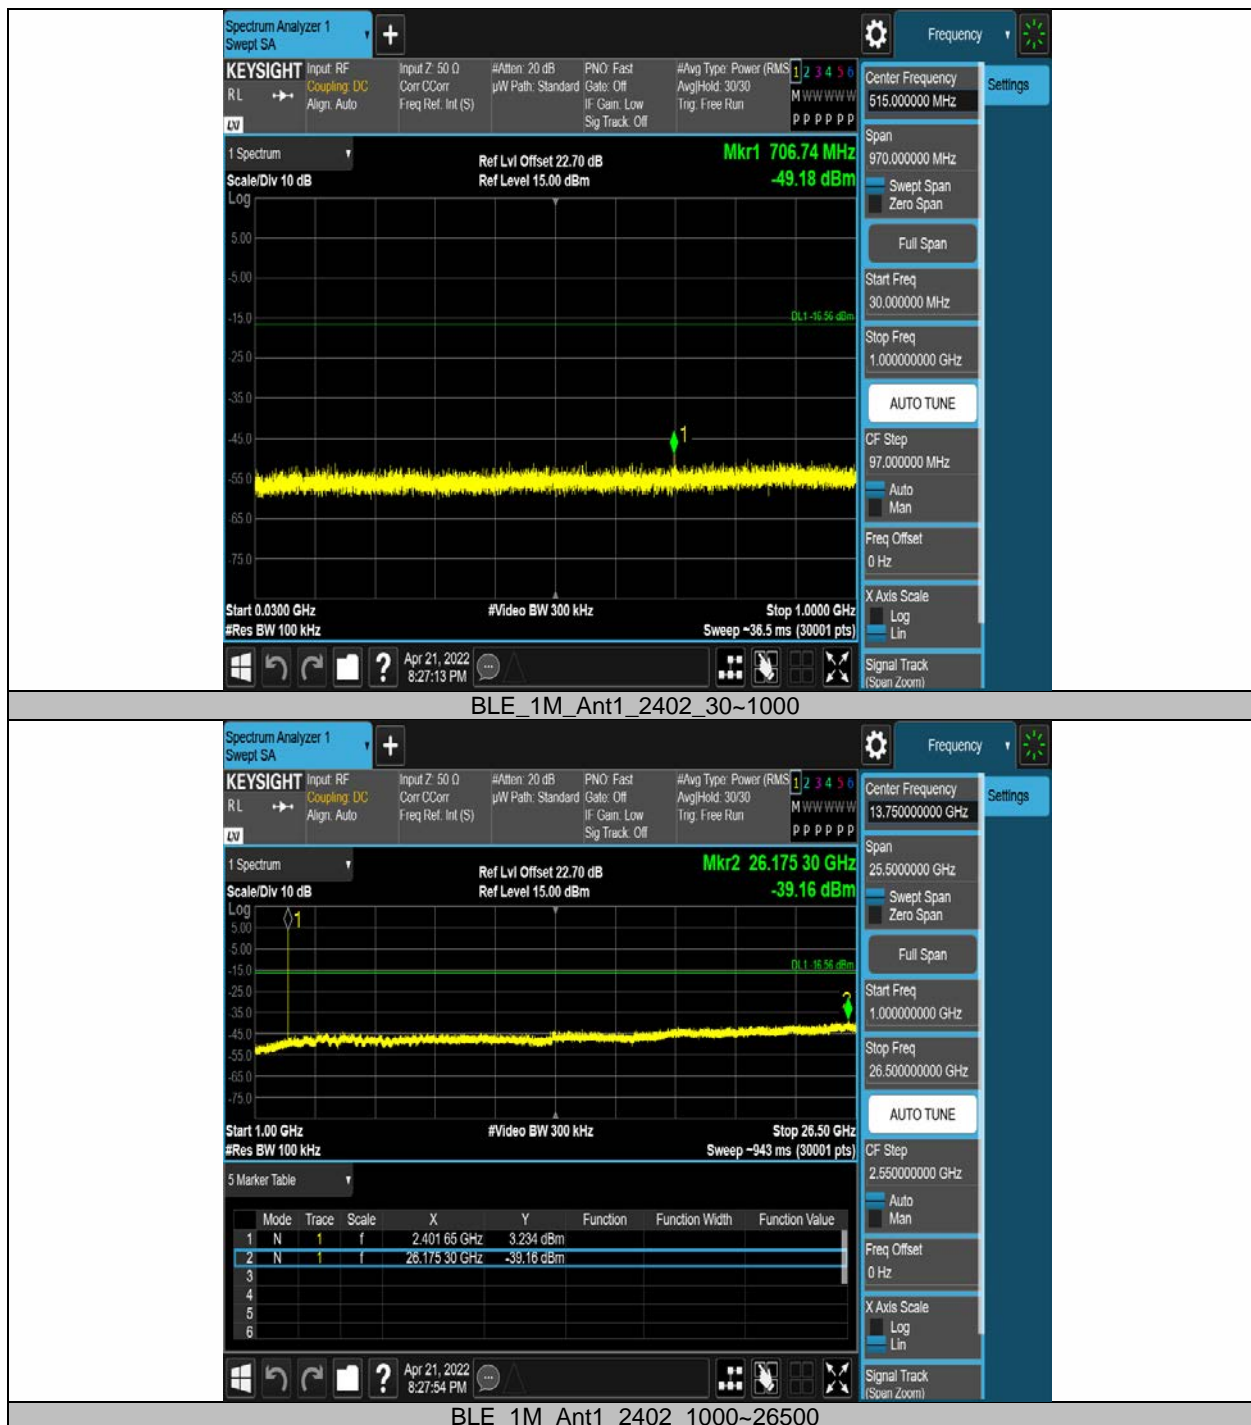 Spectrum Analyzer 1
Swept SA
+
Frequency
KEYSIGHT
RL
LXI
Input: RF
Coupling: DC
Align: Auto
Input Z: 50 Ω
Corr CCorr
Freq Ref: Int (S)
#Atten: 20 dB
µW Path: Standard
PNO: Fast
Gate: Off
IF Gain: Low
Sig Track: Off
#Avg Type: Power (RMS
Avg|Hold: 30/30
Trig: Free Run
1 2 3 4 5 6
M W W W W W
P P P P P P
Center Frequency
515.000000 MHz
Settings
1 Spectrum
Scale/Div 10 dB
Ref Lvl Offset 22.70 dB
Ref Level 15.00 dBm
Mkr1 706.74 MHz
-49.18 dBm
Log
5.00
-5.00
-15.0
-25.0
-35.0
-45.0
-55.0
-65.0
-75.0
DL1 -16.56 dBm
1
Start 0.0300 GHz
#Res BW 100 kHz
#Video BW 300 kHz
Stop 1.0000 GHz
Sweep ~36.5 ms (30001 pts)
Span
970.000000 MHz
Swept Span
Zero Span
Full Span
Start Freq
30.000000 MHz
Stop Freq
1.000000000 GHz
AUTO TUNE
CF Step
97.000000 MHz
Auto
Man
Freq Offset
0 Hz
X Axis Scale
Log
Lin
Signal Track
(Span Zoom)
?
Apr 21, 2022
8:27:13 PM
BLE_1M_Ant1_2402_30~1000
Spectrum Analyzer 1
Swept SA
+
Frequency
KEYSIGHT
RL
LXI
Input: RF
Coupling: DC
Align: Auto
Input Z: 50 Ω
Corr CCorr
Freq Ref: Int (S)
#Atten: 20 dB
µW Path: Standard
PNO: Fast
Gate: Off
IF Gain: Low
Sig Track: Off
#Avg Type: Power (RMS
Avg|Hold: 30/30
Trig: Free Run
1 2 3 4 5 6
M W W W W W
P P P P P P
Center Frequency
13.750000000 GHz
Settings
1 Spectrum
Scale/Div 10 dB
Ref Lvl Offset 22.70 dB
Ref Level 15.00 dBm
Mkr2 26.175 30 GHz
-39.16 dBm
Log
5.00
-5.00
-15.0
-25.0
-35.0
-45.0
-55.0
-65.0
-75.0
1
DL1 -16.56 dBm
2
Start 1.00 GHz
#Res BW 100 kHz
#Video BW 300 kHz
Stop 26.50 GHz
Sweep ~943 ms (30001 pts)
5 Marker Table
Mode Trace Scale X Y Function Function Width Function Value
1 N 1 f 2.401 65 GHz 3.234 dBm
2 N 1 f 26.175 30 GHz -39.16 dBm
3
4
5
6
Span
25.5000000 GHz
Swept Span
Zero Span
Full Span
Start Freq
1.000000000 GHz
Stop Freq
26.500000000 GHz
AUTO TUNE
CF Step
2.550000000 GHz
Auto
Man
Freq Offset
0 Hz
X Axis Scale
Log
Lin
Signal Track
(Span Zoom)
?
Apr 21, 2022
8:27:54 PM
BLE_1M_Ant1_2402_1000~26500